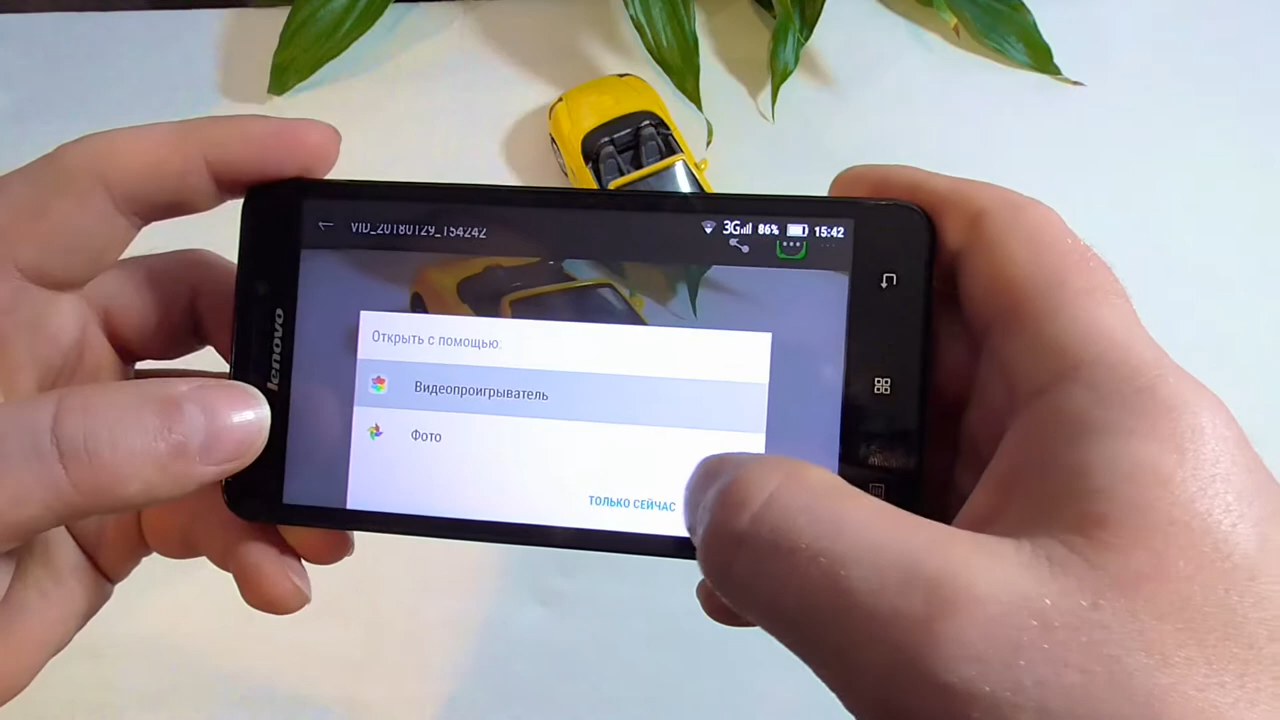 VID_20180129_154242
3G 86% 15:42
lenovo
Открыть с помощью:
Видеопроигрыватель
Фото
ТОЛЬКО СЕЙЧАС